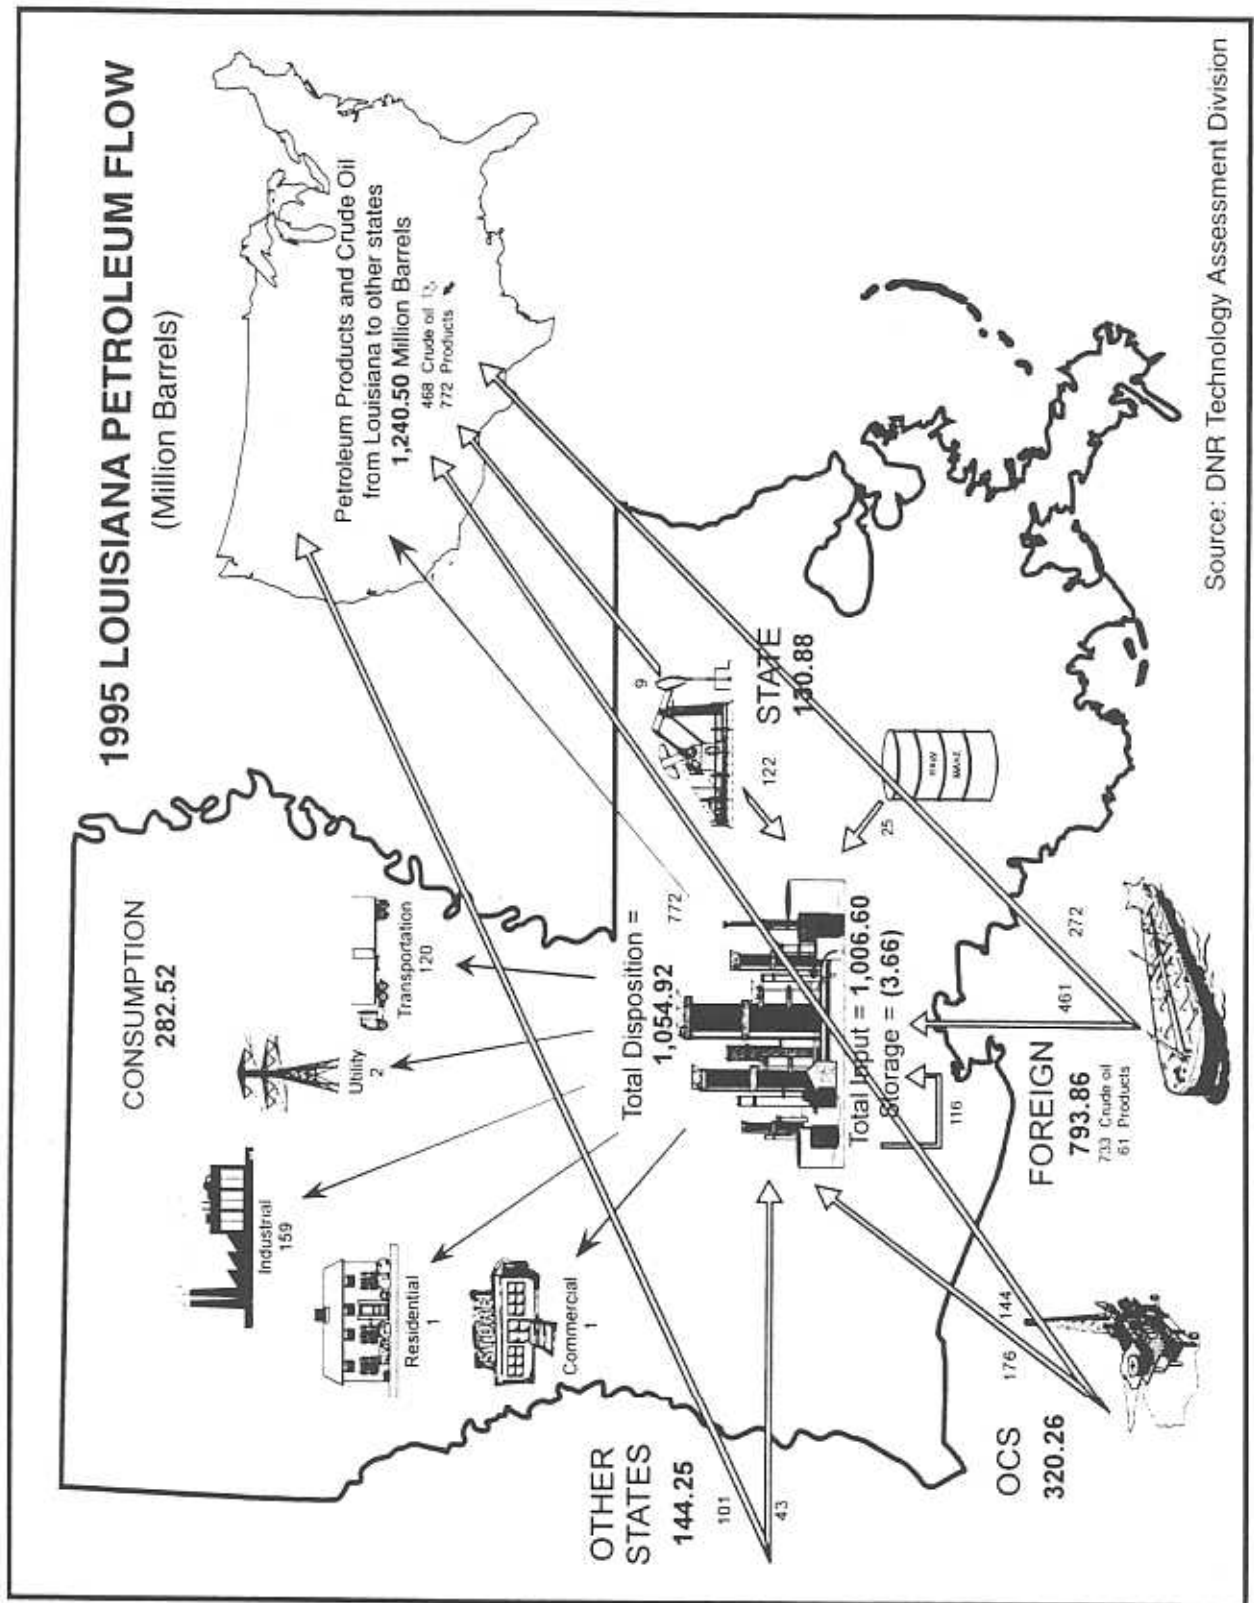 1995 LOUISIANA PETROLEUM FLOW
(Million Barrels)
Petroleum Products and Crude Oil
from Louisiana to other states
1,240.50 Million Barrels
468 Crude oil
772 Products
CONSUMPTION
282.52
Industrial
159
Utility
2
Transportation
120
Residential
1
Commercial
1
STORE
Total Disposition =
1,054.92
772
Total Input = 1,006.60
Storage = (3.66)
116
9
STATE
130.88
122
25
OTHER
STATES
144.25
101
43
OCS
320.26
176
144
FOREIGN
793.86
733 Crude oil
61 Products
461
272
Source: DNR Technology Assessment Division